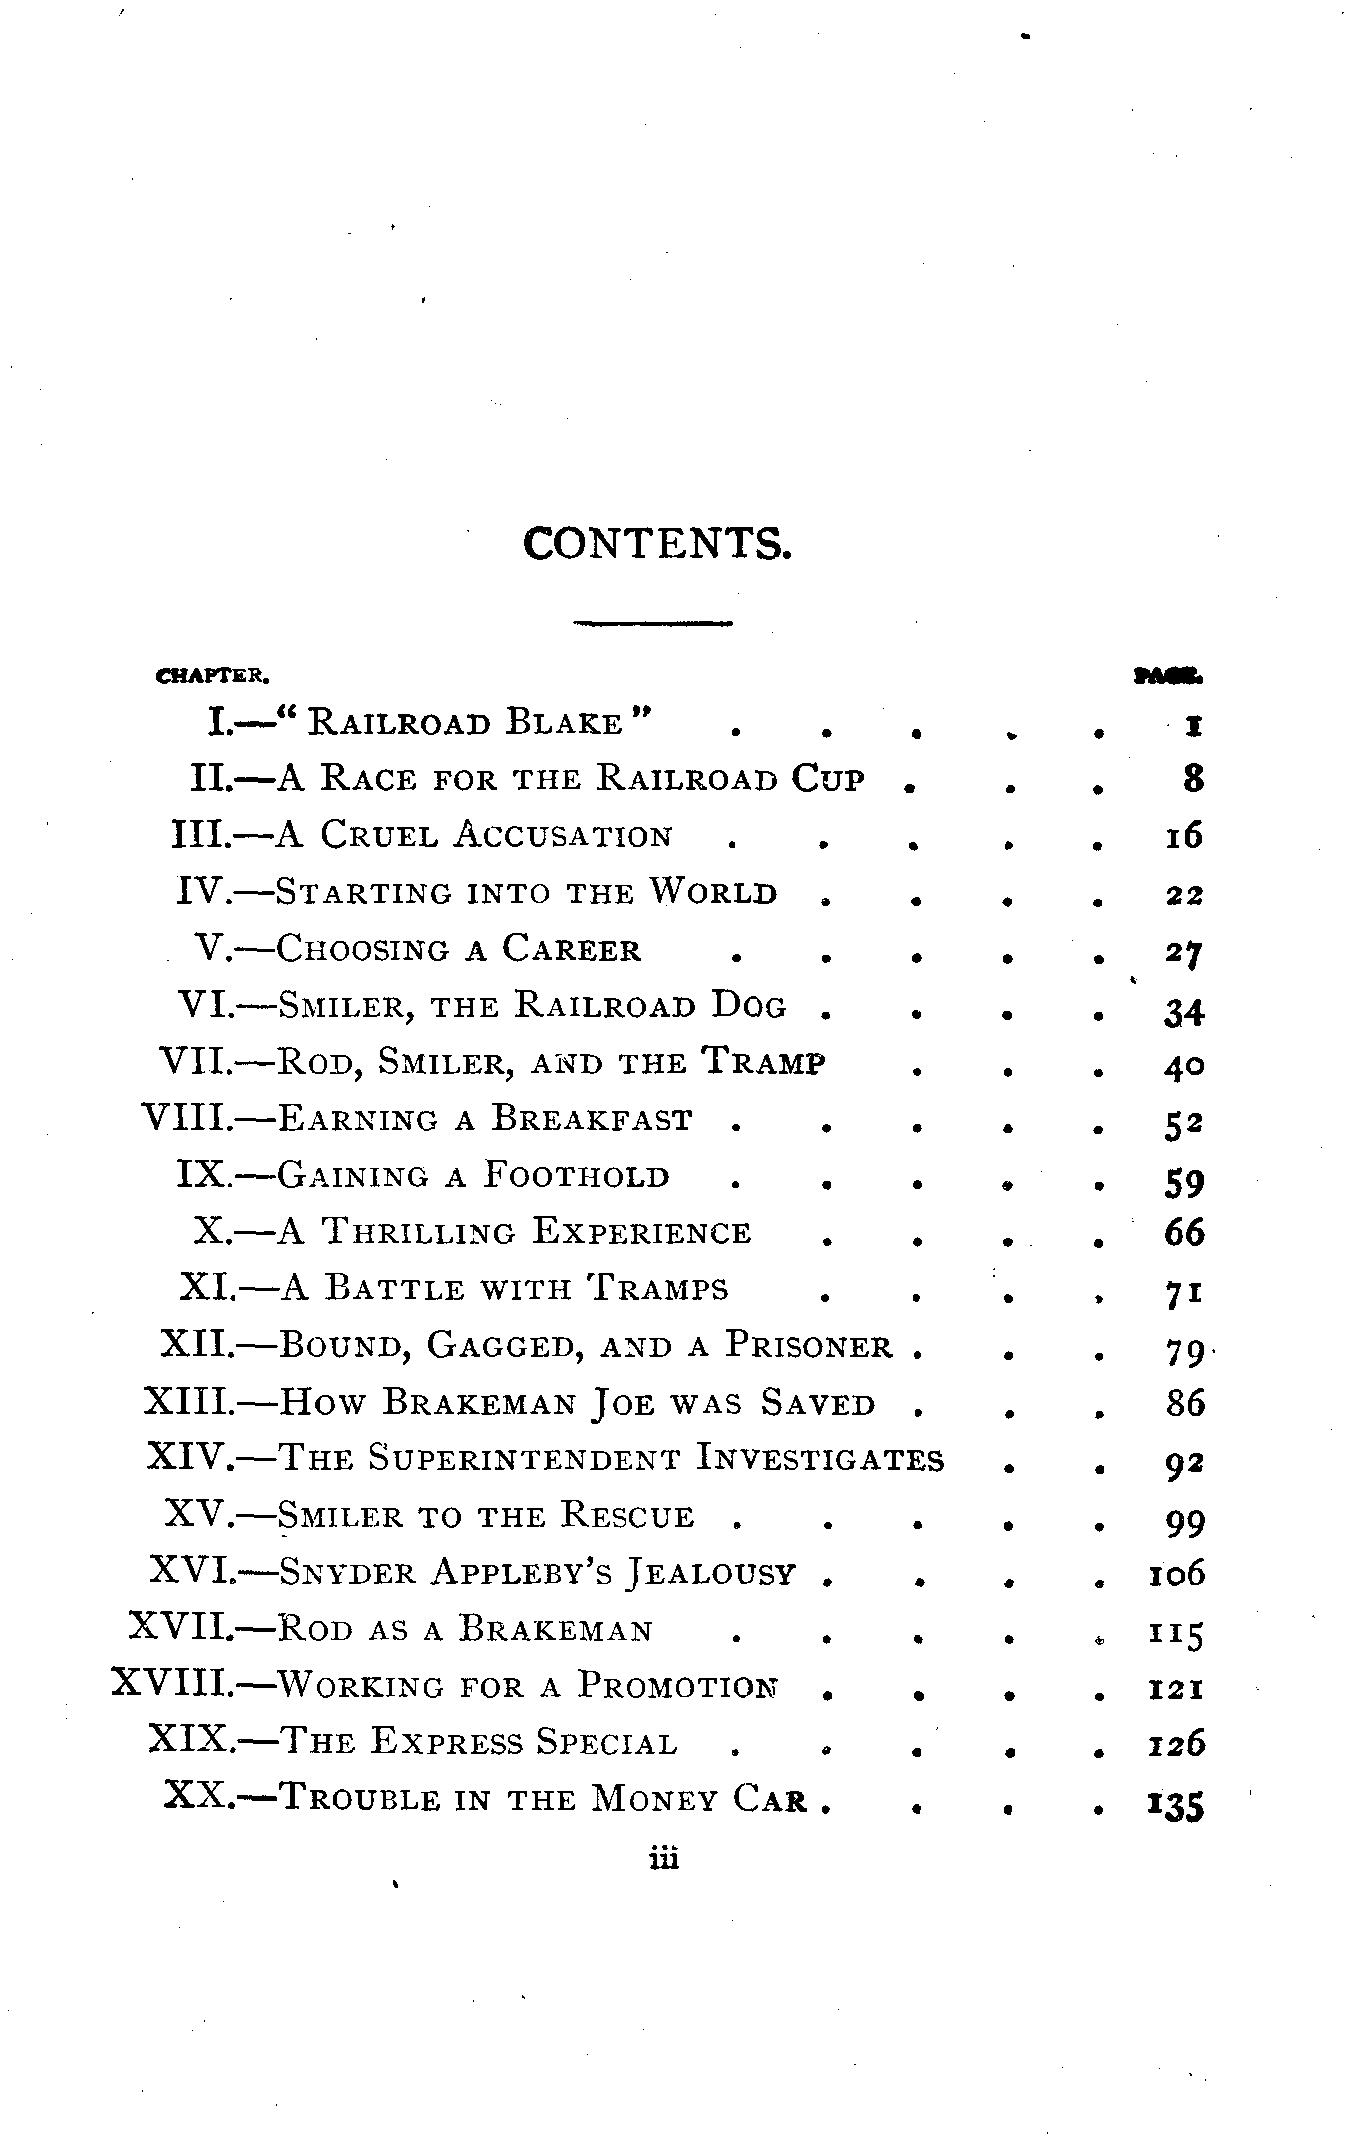 CONTENTS.
CHAPTER. PAGE.
I.—" RAILROAD BLAKE" . . . . . 1
II.—A RACE FOR THE RAILROAD CUP . . . 8
III.—A CRUEL ACCUSATION . . . . . 16
IV.—STARTING INTO THE WORLD . . . . 22
V.—CHOOSING A CAREER . . . . . 27
VI.—SMILER, THE RAILROAD DOG . . . . 34
VII.—ROD, SMILER, AND THE TRAMP . . . 40
VIII.—EARNING A BREAKFAST . . . . . 52
IX.—GAINING A FOOTHOLD . . . . . 59
X.—A THRILLING EXPERIENCE . . . . 66
XI.—A BATTLE WITH TRAMPS . . . . 71
XII.—BOUND, GAGGED, AND A PRISONER . . . 79
XIII.—HOW BRAKEMAN JOE WAS SAVED . . . 86
XIV.—THE SUPERINTENDENT INVESTIGATES . . 92
XV.—SMILER TO THE RESCUE . . . . . 99
XVI.—SNYDER APPLEBY'S JEALOUSY . . . . 106
XVII.—ROD AS A BRAKEMAN . . . . . 115
XVIII.—WORKING FOR A PROMOTION . . . . 121
XIX.—THE EXPRESS SPECIAL . . . . . 126
XX.—TROUBLE IN THE MONEY CAR . . . . 135
iii